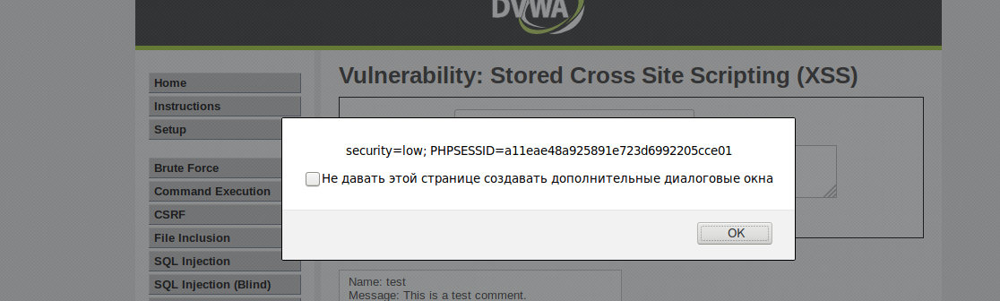 DVWA
Vulnerability: Stored Cross Site Scripting (XSS)
Home
Instructions
Setup
Brute Force
Command Execution
CSRF
File Inclusion
SQL Injection
SQL Injection (Blind)
security=low; PHPSESSID=a11eae48a925891e723d6992205cce01
Не давать этой странице создавать дополнительные диалоговые окна
OK
Name: test
Message: This is a test comment.